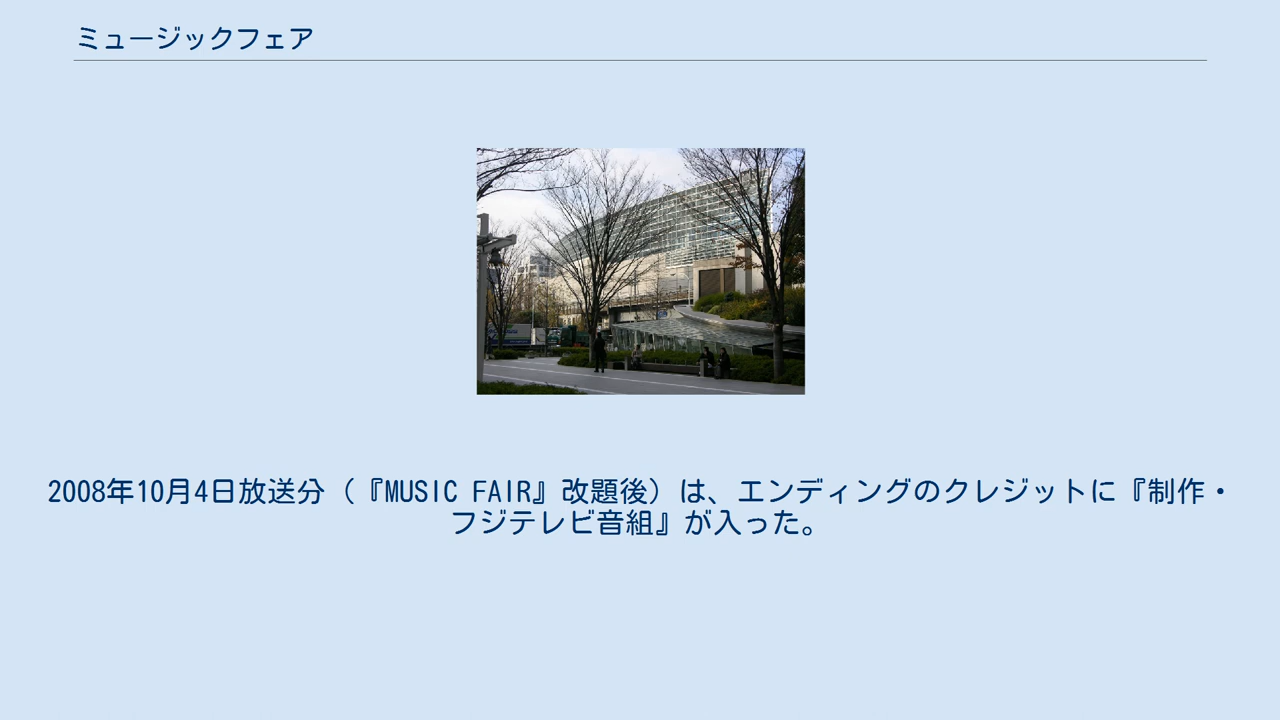 ミュージックフェア
2008年10月4日放送分（『MUSIC FAIR』改題後）は、エンディングのクレジットに『制作・
フジテレビ音組』が入った。